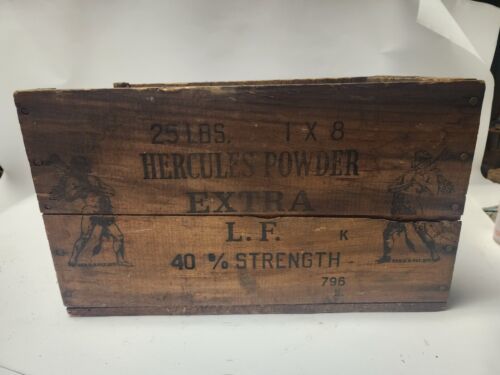 25 LBS. 1 X 8
HERCULES POWDER
EXTRA
L. F. K
40 % STRENGTH
796